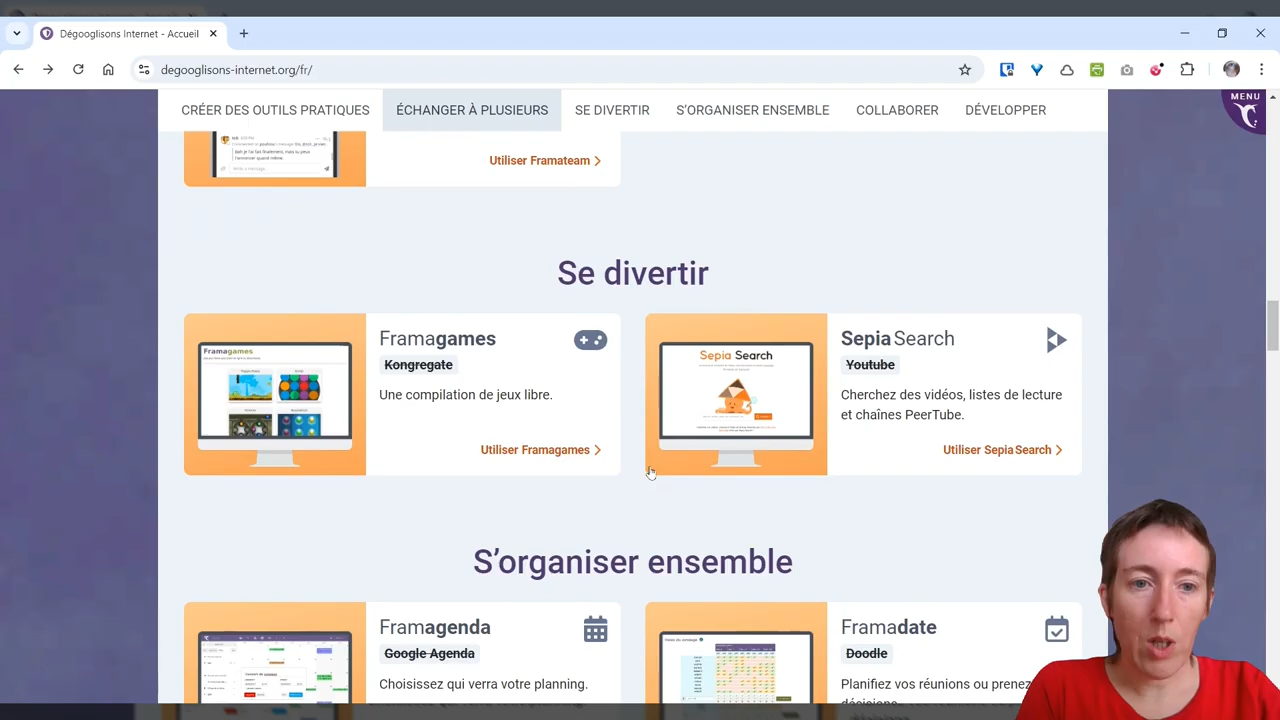 Dégooglisons Internet - Accueil
degooglisons-internet.org/fr/
CRÉER DES OUTILS PRATIQUES ÉCHANGER À PLUSIEURS SE DIVERTIR S’ORGANISER ENSEMBLE COLLABORER DÉVELOPPER
MENU
Utiliser Framateam
Se divertir
Framagames
Framagames
Kongregate
Une compilation de jeux libre.
Utiliser Framagames
Sepia Search
Sepia Search
Youtube
Cherchez des vidéos, listes de lecture
et chaînes PeerTube.
Utiliser Sepia Search
S’organiser ensemble
Framagenda
Google Agenda
Choisissez qui verra votre planning.
Framadate
Doodle
Planifiez vos réunions ou prenez